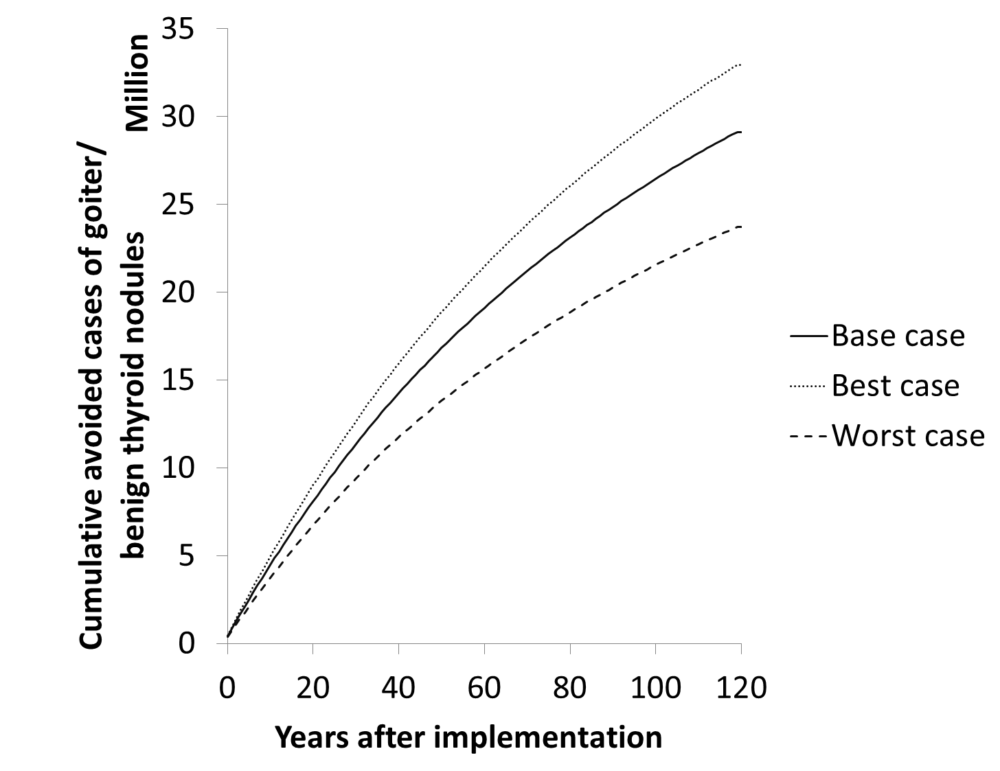 Cumulative avoided cases of goiter/
benign thyroid nodules
Million
35
30
25
20
15
10
5
0
0 20 40 60 80 100 120
Years after implementation
Base case
Best case
Worst case